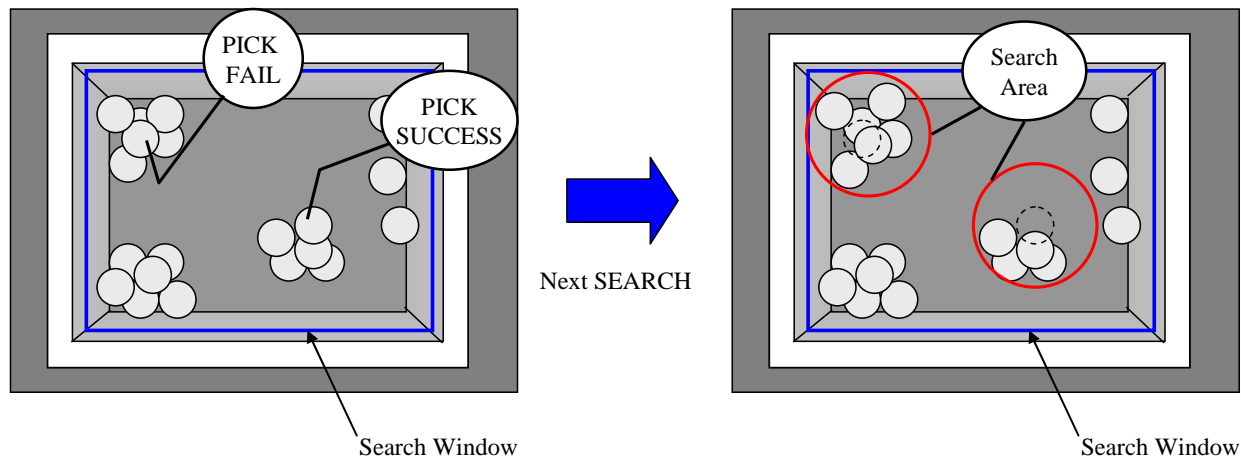 PICK
FAIL
PICK
SUCCESS
Search Window
Next SEARCH
Search
Area
Search Window